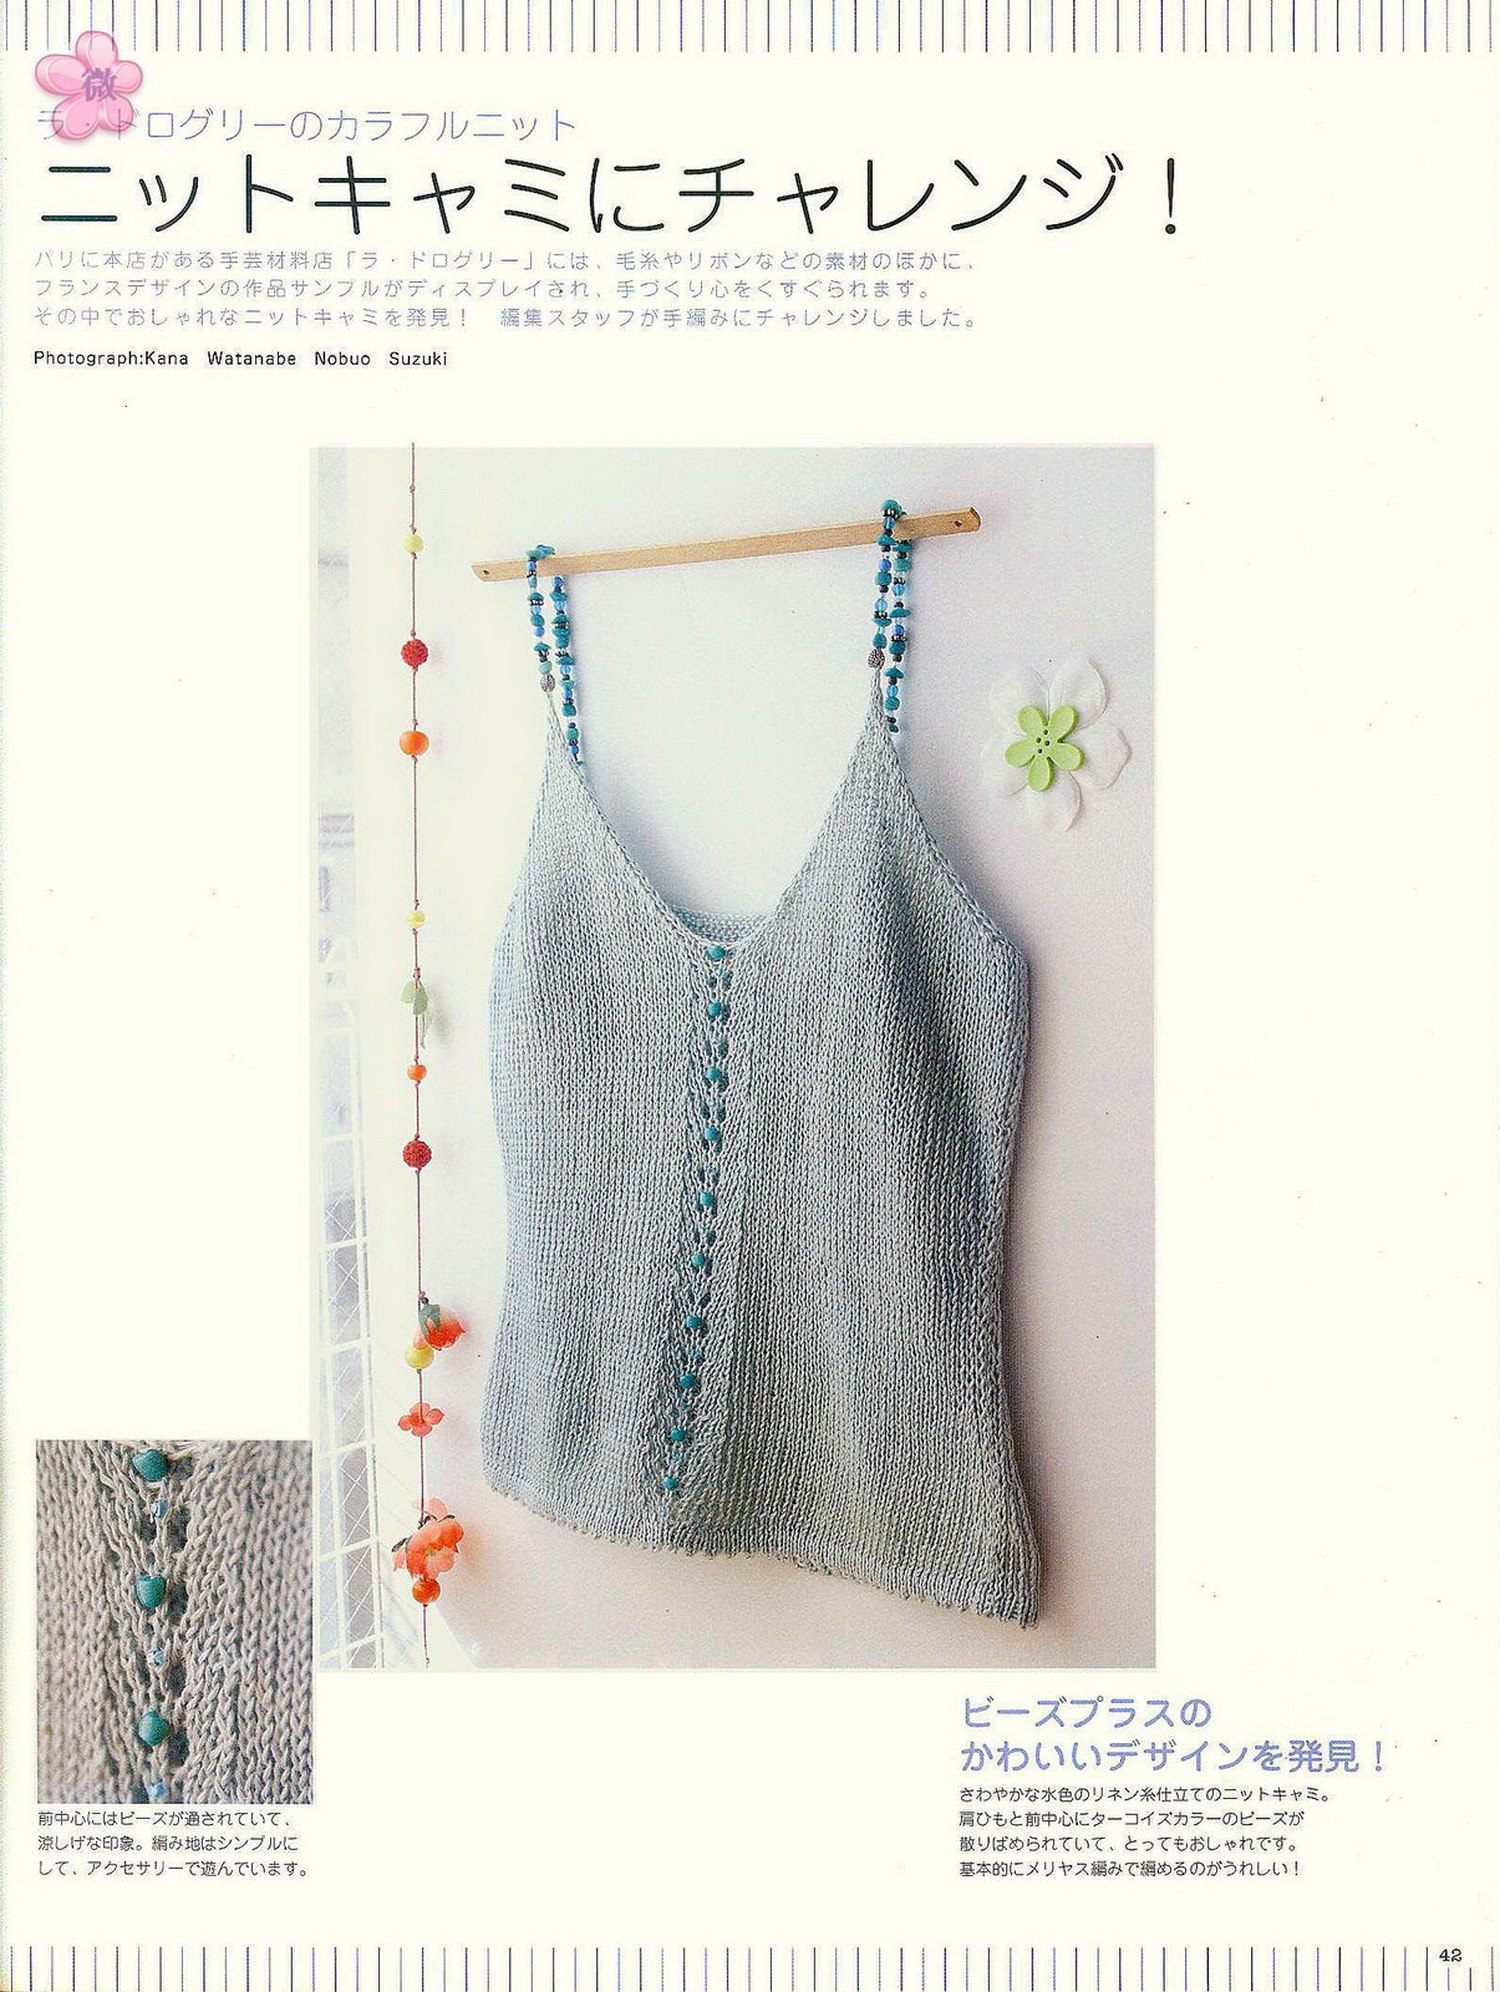 微
ラ・ドログリーのカラフルニット
ニットキャミにチャレンジ！
パリに本店がある手芸材料店「ラ・ドログリー」には、毛糸やリボンなどの素材のほかに、
フランスデザインの作品サンプルがディスプレイされ、手づくり心をくすぐられます。
その中でおしゃれなニットキャミを発見！　編集スタッフが手編みにチャレンジしました。
Photograph:Kana Watanabe Nobuo Suzuki
前中心にはビーズが通されていて、
涼しげな印象。編み地はシンプルに
して、アクセサリーで遊んでいます。
ビーズプラスの
かわいいデザインを発見！
さわやかな水色のリネン糸仕立てのニットキャミ。
肩ひもと前中心にターコイズカラーのビーズが
散りばめられていて、とってもおしゃれです。
基本的にメリヤス編みで編めるのがうれしい！
42